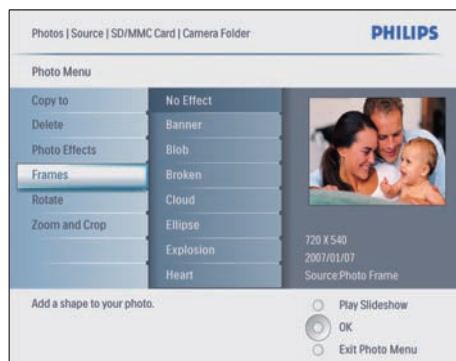 Photos | Source | SD/MMC Card | Camera Folder
PHILIPS
Photo Menu
Copy to
Delete
Photo Effects
Frames
Rotate
Zoom and Crop
No Effect
Banner
Blob
Broken
Cloud
Ellipse
Explosion
Heart
720 X 540
2007/01/07
Source:Photo Frame
Add a shape to your photo.
Play Slideshow
OK
Exit Photo Menu